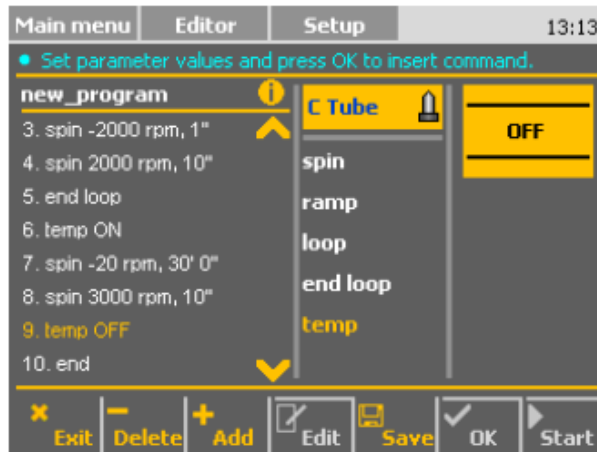 Main menu Editor Setup 13:13
• Set parameter values and press OK to insert command.
new_program i
3. spin -2000 rpm, 1"
4. spin 2000 rpm, 10"
5. end loop
6. temp ON
7. spin -20 rpm, 30' 0"
8. spin 3000 rpm, 10"
9. temp OFF
10. end
C Tube
spin
ramp
loop
end loop
temp
OFF
Exit Delete Add Edit Save OK Start